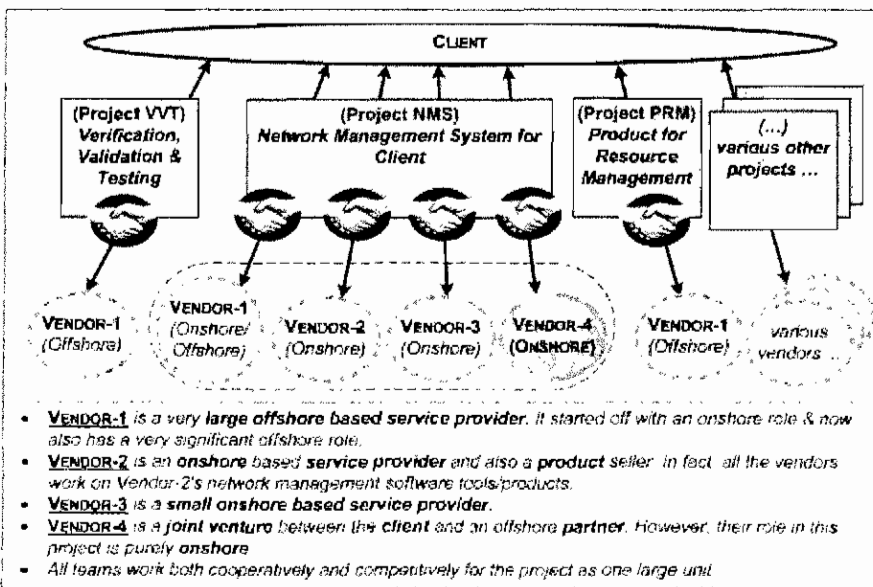 CLIENT
(Project VVT)
Verification,
Validation &
Testing
(Project NMS)
Network Management System for
Client
(Project PRM)
Product for
Resource
Management
(...)
various other
projects ...
VENDOR-1
(Offshore)
VENDOR-1
(Onshore/
Offshore)
VENDOR-2
(Onshore)
VENDOR-3
(Onshore)
VENDOR-4
(ONSHORE)
VENDOR-1
(Offshore)
various
vendors ...
• VENDOR-1 is a very large offshore based service provider. It started off with an onshore role & now
also has a very significant offshore role.
• VENDOR-2 is an onshore based service provider and also a product seller. in fact, all the vendors
work on Vendor-2's network management software tools/products.
• VENDOR-3 is a small onshore based service provider.
• VENDOR-4 is a joint venture between the client and an offshore partner. However, their role in this
project is purely onshore
• All teams work both cooperatively and competitively for the project as one large unit